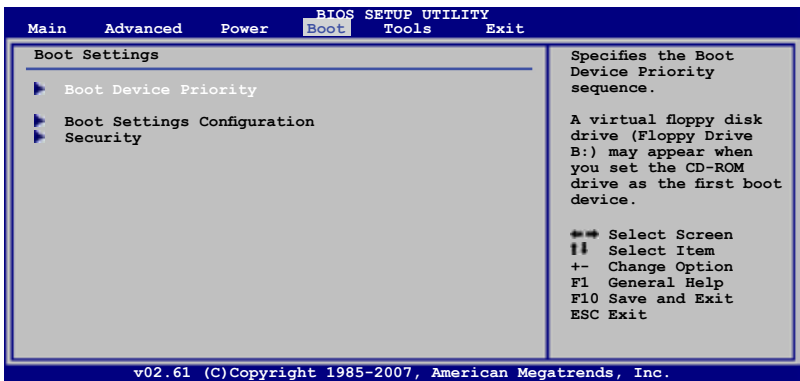 BIOS SETUP UTILITY
Main Advanced Power Boot Tools Exit
Boot Settings
Boot Device Priority
Boot Settings Configuration
Security
Specifies the Boot
Device Priority
sequence.
A virtual floppy disk
drive (Floppy Drive
B:) may appear when
you set the CD-ROM
drive as the first boot
device.
Select Screen
Select Item
+- Change Option
F1 General Help
F10 Save and Exit
ESC Exit
v02.61 (C)Copyright 1985-2007, American Megatrends, Inc.